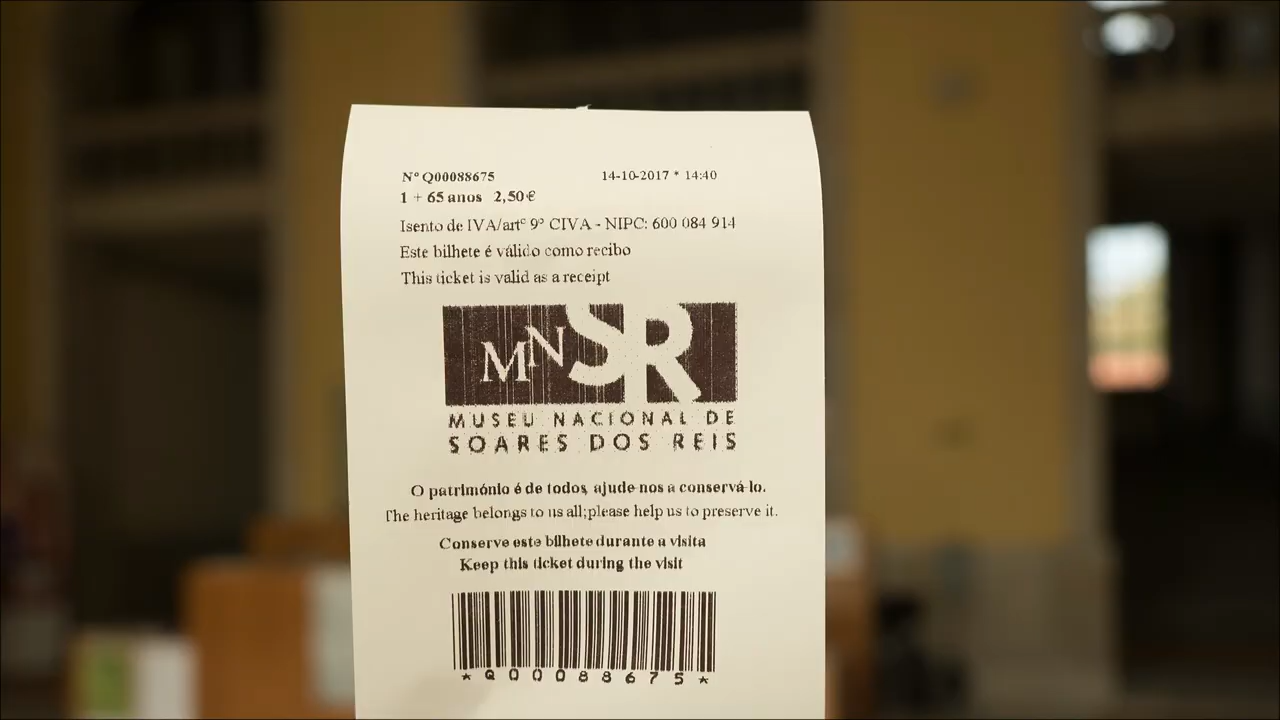 Nº Q00088675 14-10-2017 * 14:40
1 + 65 anos 2,50€
Isento de IVA/artº 9º CIVA - NIPC: 600 084 914
Este bilhete é válido como recibo
This ticket is valid as a receipt
MNSR
MUSEU NACIONAL DE
SOARES DOS REIS
O património é de todos, ajude-nos a conservá-lo.
The heritage belongs to us all;please help us to preserve it.
Conserve este bilhete durante a visita
Keep this ticket during the visit
*Q00088675*